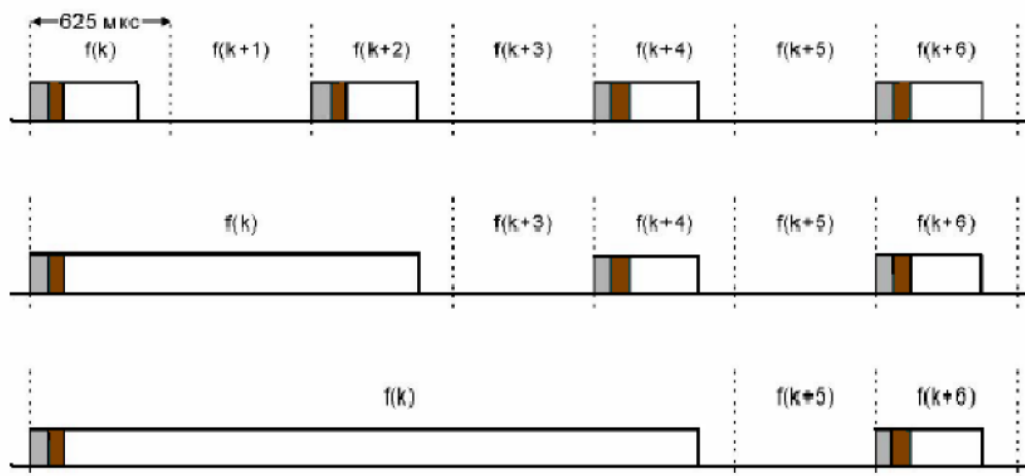 625 мкс
f(k) f(k+1) f(k+2) f(k+3) f(k+4) f(k+5) f(k+6)
f(k) f(k+3) f(k+4) f(k+5) f(k+6)
f(k) f(k+5) f(k+6)